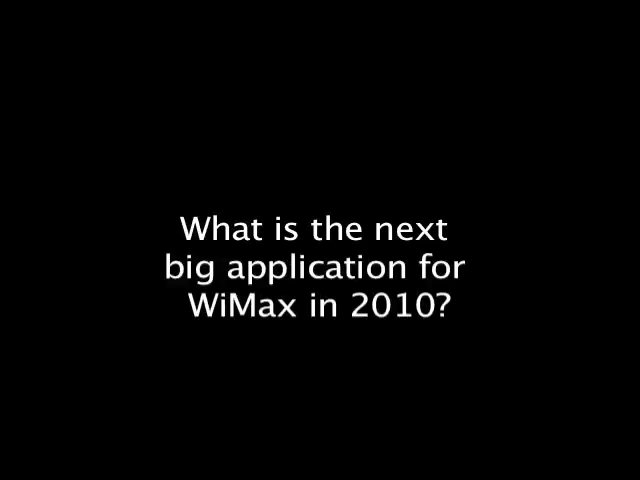 What is the next
big application for
WiMax in 2010?